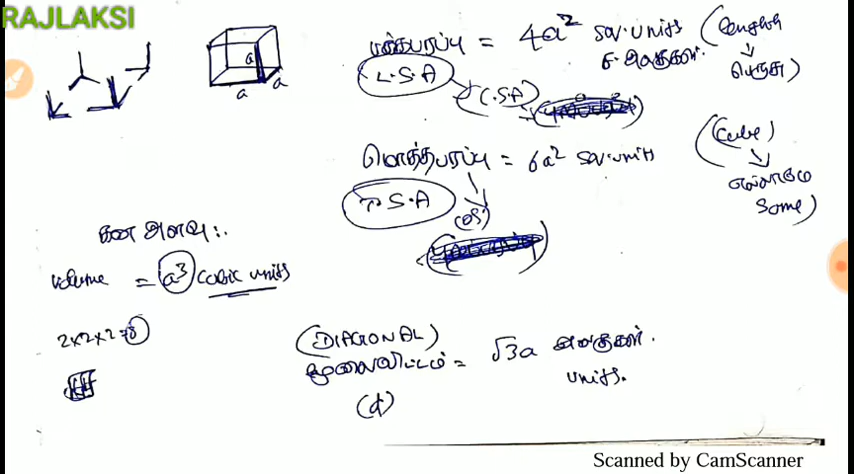 RAJLAKSI
பக்கபரப்பு = 4a² sq.units
ச.அலகுகள்.
L.S.A
(C.S.A)
a
a
a
மொத்தபரப்பு = 6a² sq.units
(Cube)
T.S.A
(or)
Same)
கன அளவு:.
volume = a³ cubic units
2×2×2=8
(DIAGONAL)
மூலைவிட்டம் = √3a அலகுகள்.
units.
(d)
Scanned by CamScanner